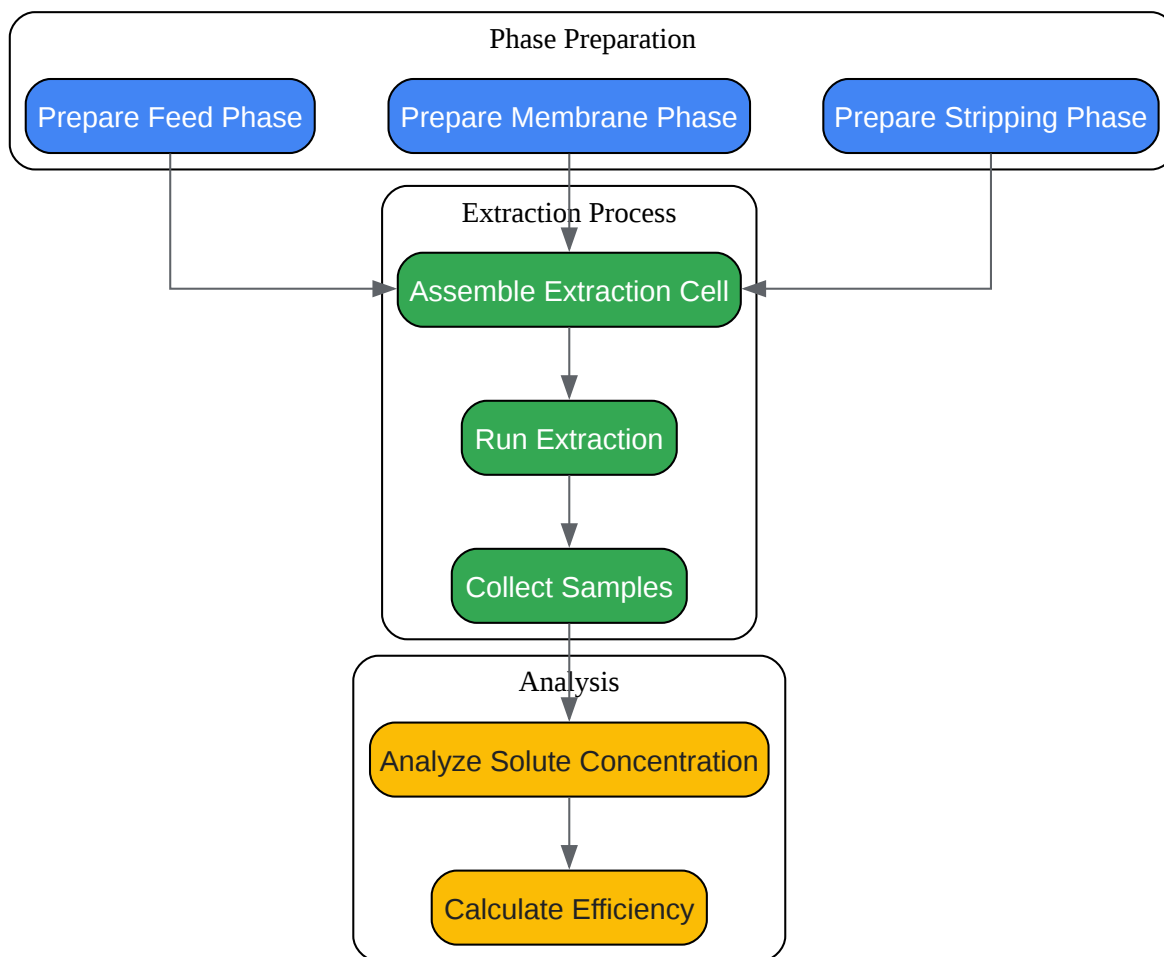 Phase Preparation
Prepare Feed Phase
Prepare Membrane Phase
Prepare Stripping Phase
Extraction Process
Assemble Extraction Cell
Run Extraction
Collect Samples
Analysis
Analyze Solute Concentration
Calculate Efficiency